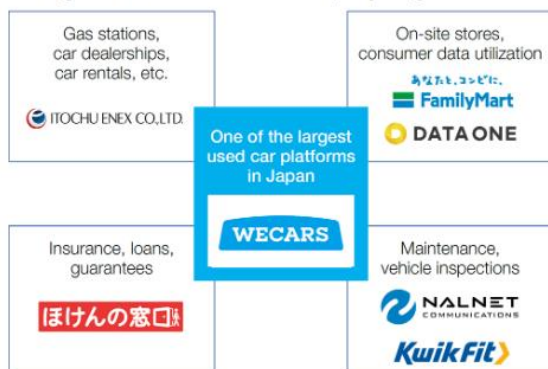 Gas stations,
car dealerships,
car rentals, etc.
ITOCHU ENEX CO.,LTD.
On-site stores,
consumer data utilization
あなたと、コンビに、
FamilyMart
DATA ONE
One of the largest
used car platforms
in Japan
WECARS
Insurance, loans,
guarantees
ほけんの窓口
Maintenance,
vehicle inspections
NALNET
COMMUNICATIONS
KwikFit